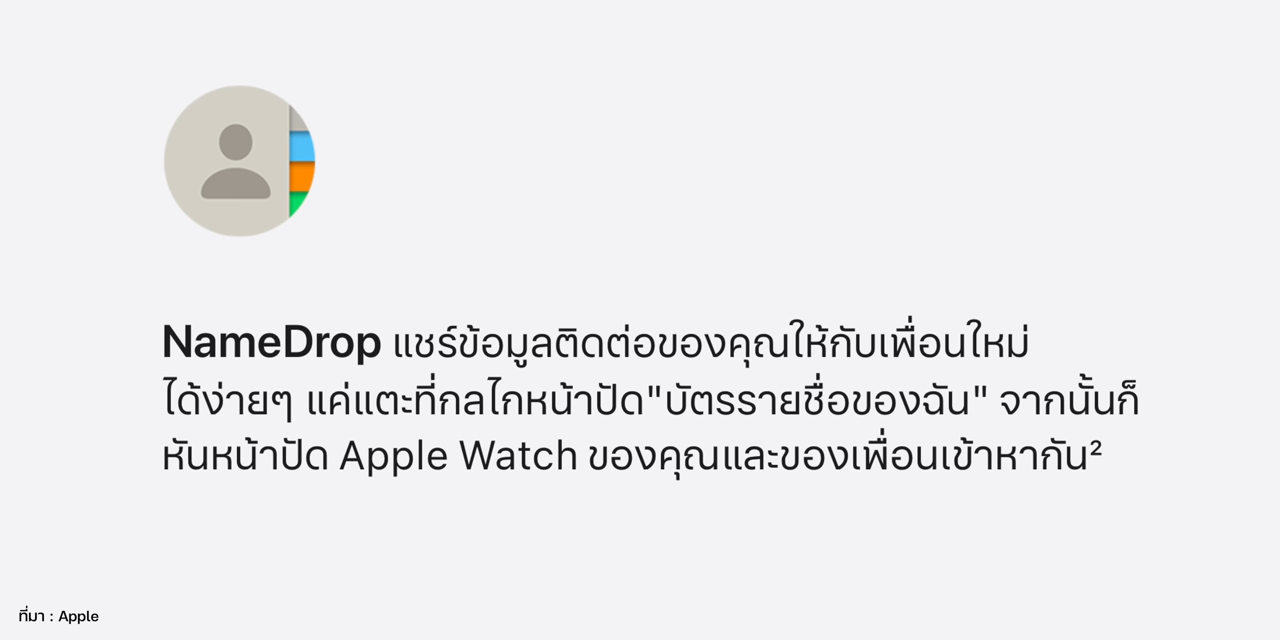 NameDrop แชร์ข้อมูลติดต่อของคุณให้กับเพื่อนใหม่
ได้ง่ายๆ แค่แตะที่กลไกหน้าปัด"บัตรรายชื่อของฉัน" จากนั้นก็
หันหน้าปัด Apple Watch ของคุณและของเพื่อนเข้าหากัน²
ที่มา : Apple